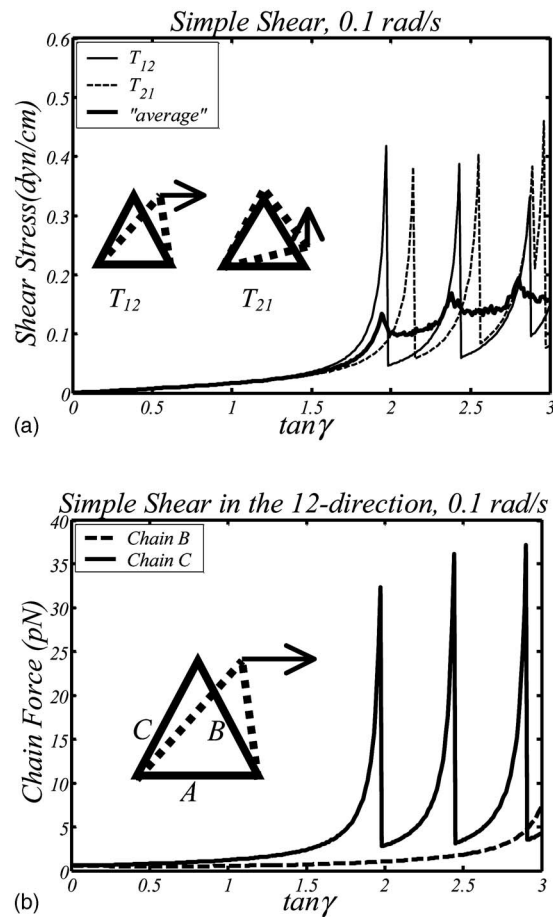 Simple Shear, 0.1 rad/s
0.6
0.5
0.4
0.3
0.2
0.1
0
Shear Stress(dyn/cm)
T12
T21
"average"
T12
T21
0 0.5 1 1.5 2 2.5 3
tanγ
(a)
Simple Shear in the 12-direction, 0.1 rad/s
40
35
30
25
20
15
10
5
0
Chain Force (pN)
Chain B
Chain C
C
B
A
0 0.5 1 1.5 2 2.5 3
tanγ
(b)